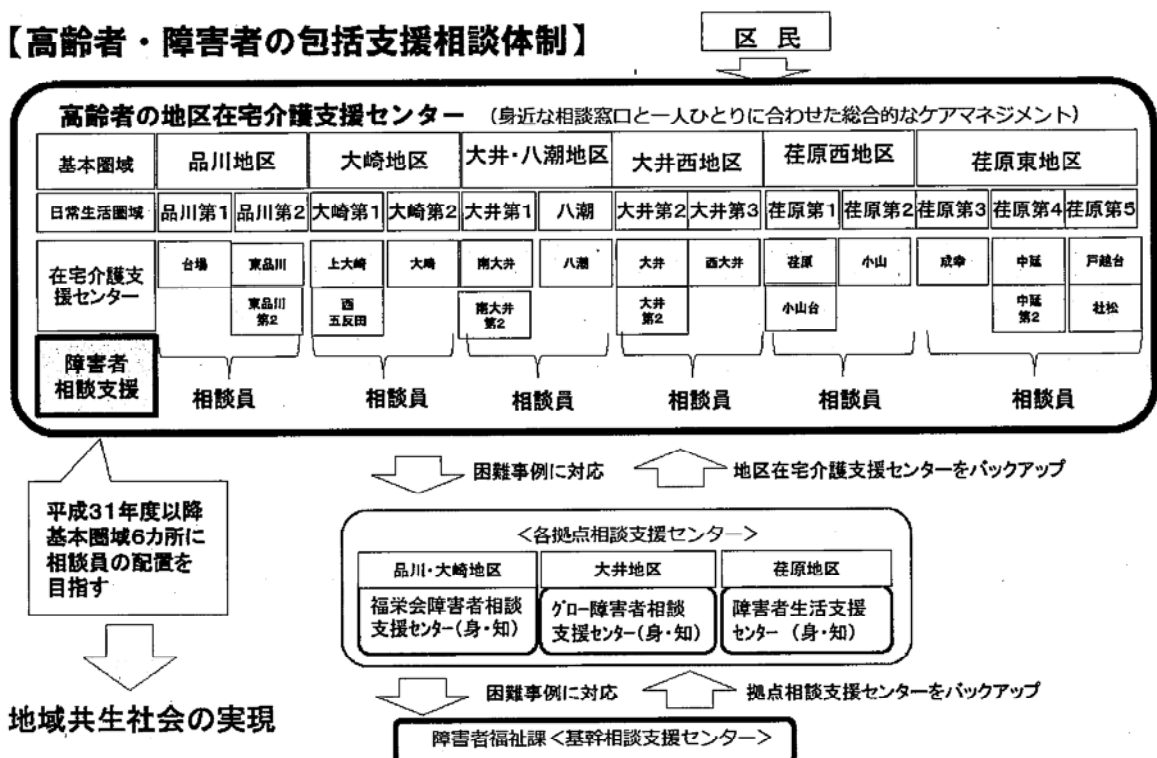 【高齢者・障害者の包括支援相談体制】
区 民
高齢者の地区在宅介護支援センター (身近な相談窓口と一人ひとりに合わせた総合的なケアマネジメント)
基本圏域 品川地区 大崎地区 大井・八潮地区 大井西地区 荏原西地区 荏原東地区
日常生活圏域 品川第1 品川第2 大崎第1 大崎第2 大井第1 八潮 大井第2 大井第3 荏原第1 荏原第2 荏原第3 荏原第4 荏原第5
在宅介護支
援センター
台場 東品川 上大崎 大崎 南大井 八潮 大井 西大井 荏原 小山 成幸 中延 戸越台
東品川
第2
西
五反田
南大井
第2
大井
第2
小山台
中延
第2
杜松
障害者
相談支援
相談員 相談員 相談員 相談員 相談員 相談員
困難事例に対応 地区在宅介護支援センターをバックアップ
平成31年度以降
基本圏域6カ所に
相談員の配置を
目指す
<各拠点相談支援センター>
品川・大崎地区 大井地区 荏原地区
福栄会障害者相談
支援センター(身・知)
グロー障害者相談
支援センター(身・知)
障害者生活支援
センター (身・知)
困難事例に対応 拠点相談支援センターをバックアップ
地域共生社会の実現
障害者福祉課<基幹相談支援センター>